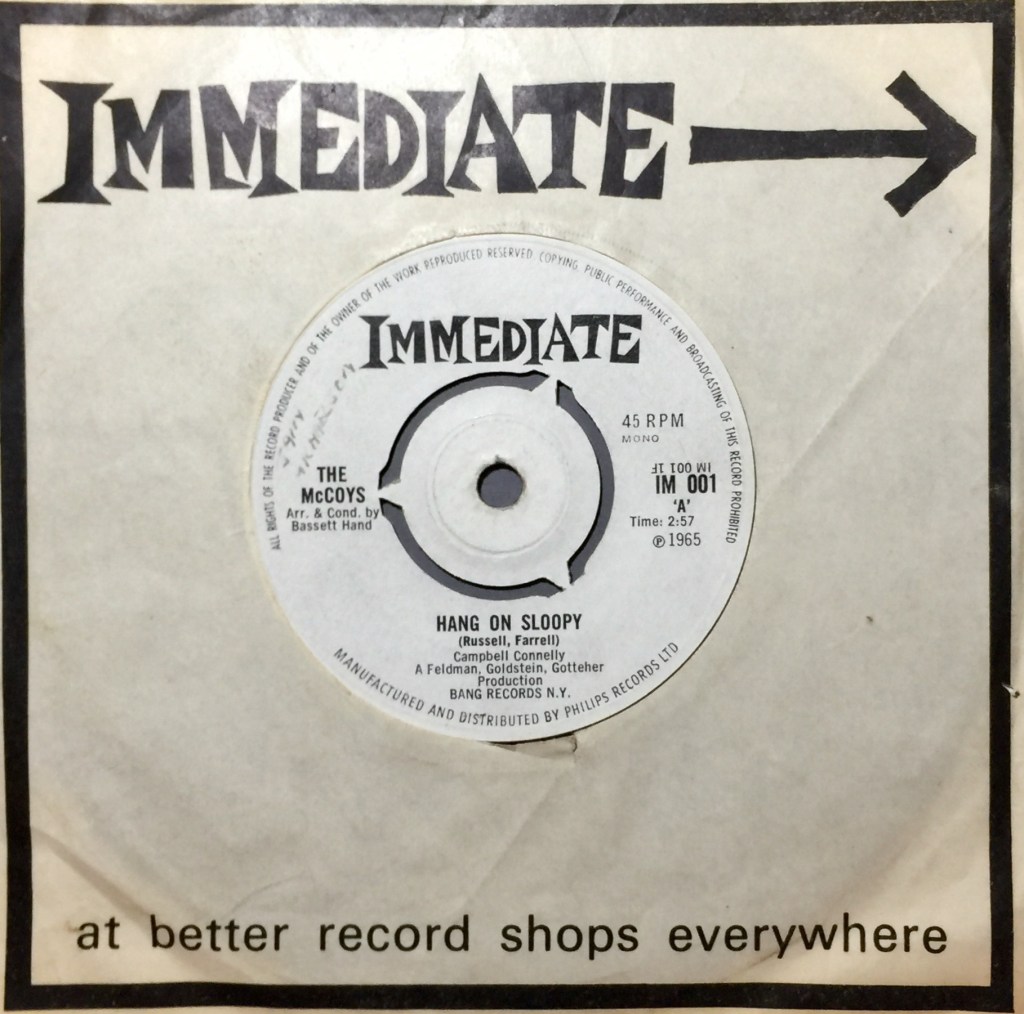 IMMEDIATE
ALL RIGHTS OF THE RECORD PRODUCER AND OF THE OWNER OF THE WORK REPRODUCED RESERVED. COPYING, PUBLIC PERFORMANCE AND BROADCASTING OF THIS RECORD PROHIBITED
IMMEDIATE
45 RPM
MONO
THE
McCOYS
Arr. & Cond. by
Bassett Hand
IM 001 1F
IM 001
'A'
Time: 2:57
℗ 1965
HANG ON SLOOPY
(Russell, Farrell)
Campbell Connelly
A Feldman, Goldstein, Gotteher
Production
BANG RECORDS N.Y.
MANUFACTURED AND DISTRIBUTED BY PHILIPS RECORDS LTD
at better record shops everywhere